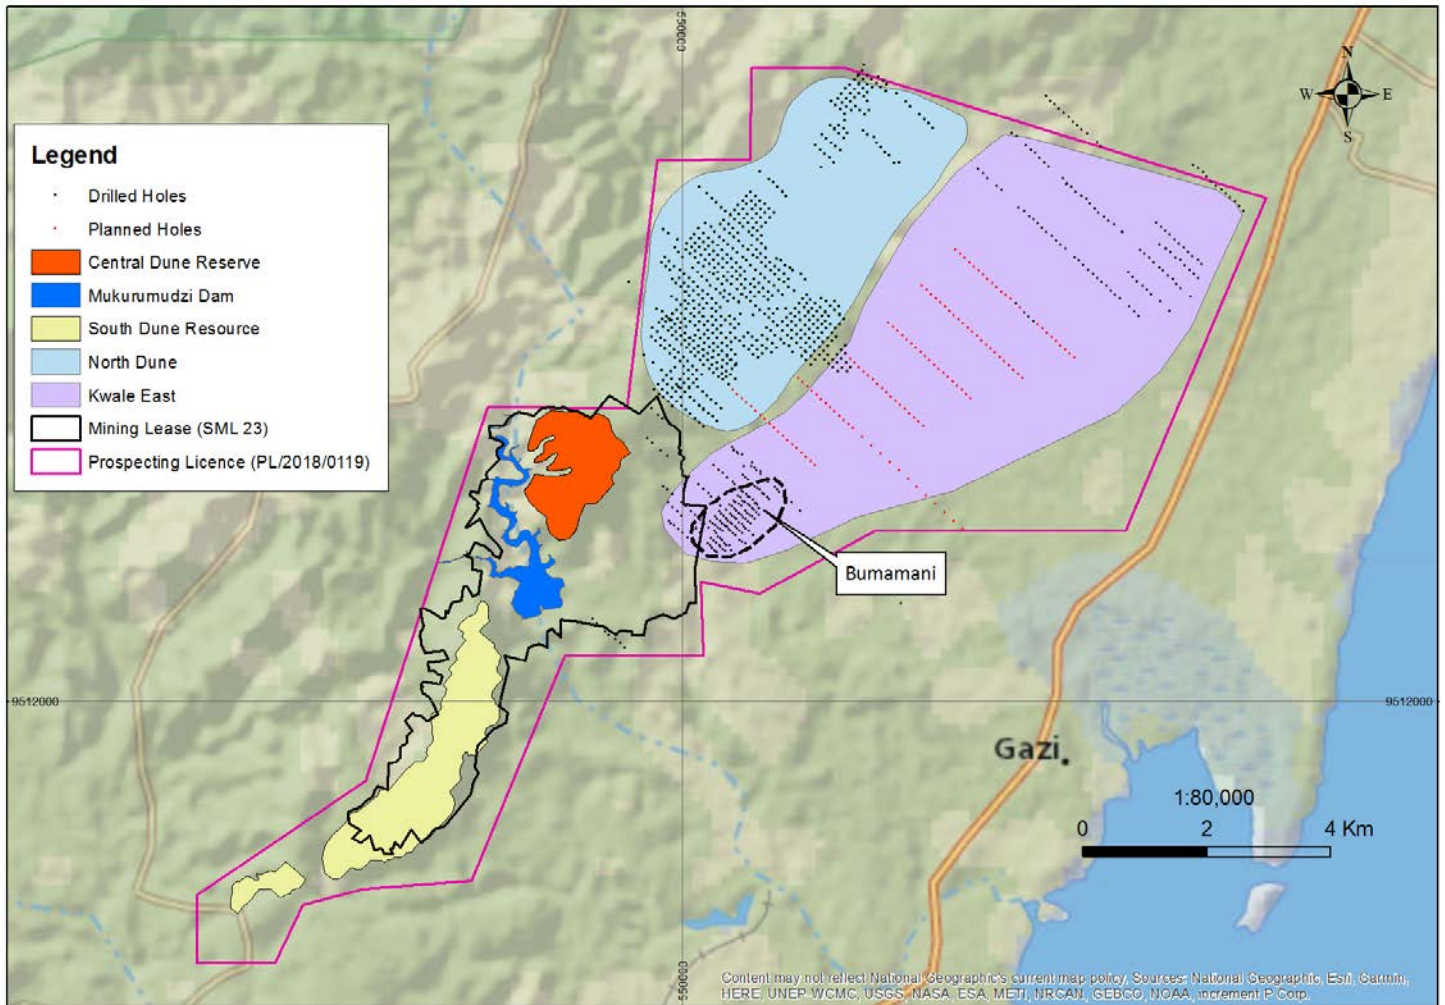 550000
N
W
E
S
Legend
Drilled Holes
Planned Holes
Central Dune Reserve
Mukurumudzi Dam
South Dune Resource
North Dune
Kwale East
Mining Lease (SML 23)
Prospecting Licence (PL/2018/0119)
Bumamani
9512000
9512000
Gazi
1:80,000
0 2 4 Km
550000
Content may not reflect National Geographic's current map policy. Sources: National Geographic, Esri, Garmin,
HERE, UNEP-WCMC, USGS, NASA, ESA, METI, NRCAN, GEBCO, NOAA, increment P Corp.